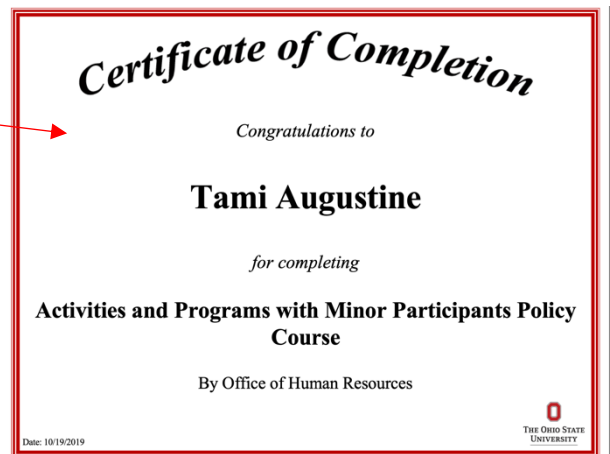 Certificate of Completion
Congratulations to
Tami Augustine
for completing
Activities and Programs with Minor Participants Policy
Course
By Office of Human Resources
Date: 10/19/2019
THE OHIO STATE
UNIVERSITY